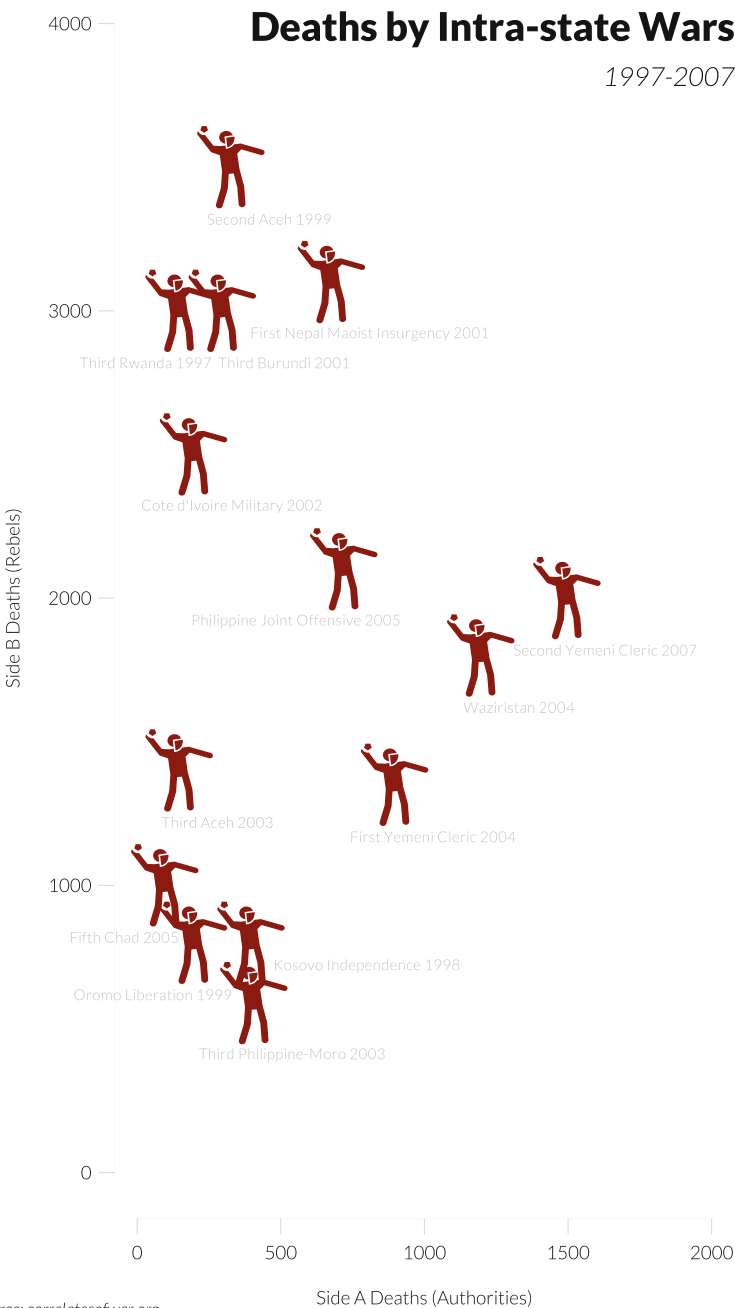 Deaths by Intra-state Wars
1997-2007
4000
Second Aceh 1999
3000
First Nepal Maoist Insurgency 2001
Third Rwanda 1997
Third Burundi 2001
Cote d'Ivoire Military 2002
Side B Deaths (Rebels)
2000
Philippine Joint Offensive 2005
Second Yemeni Cleric 2007
Waziristan 2004
Third Aceh 2003
First Yemeni Cleric 2004
1000
Fifth Chad 2005
Kosovo Independence 1998
Oromo Liberation 1999
Third Philippine-Moro 2003
0
0 500 1000 1500 2000
Side A Deaths (Authorities)